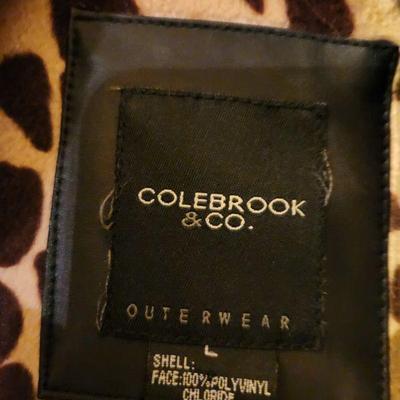 COLEBROOK
&CO.
OUTERWEAR
L
SHELL:
FACE:100%POLYVINYL
CHLORIDE